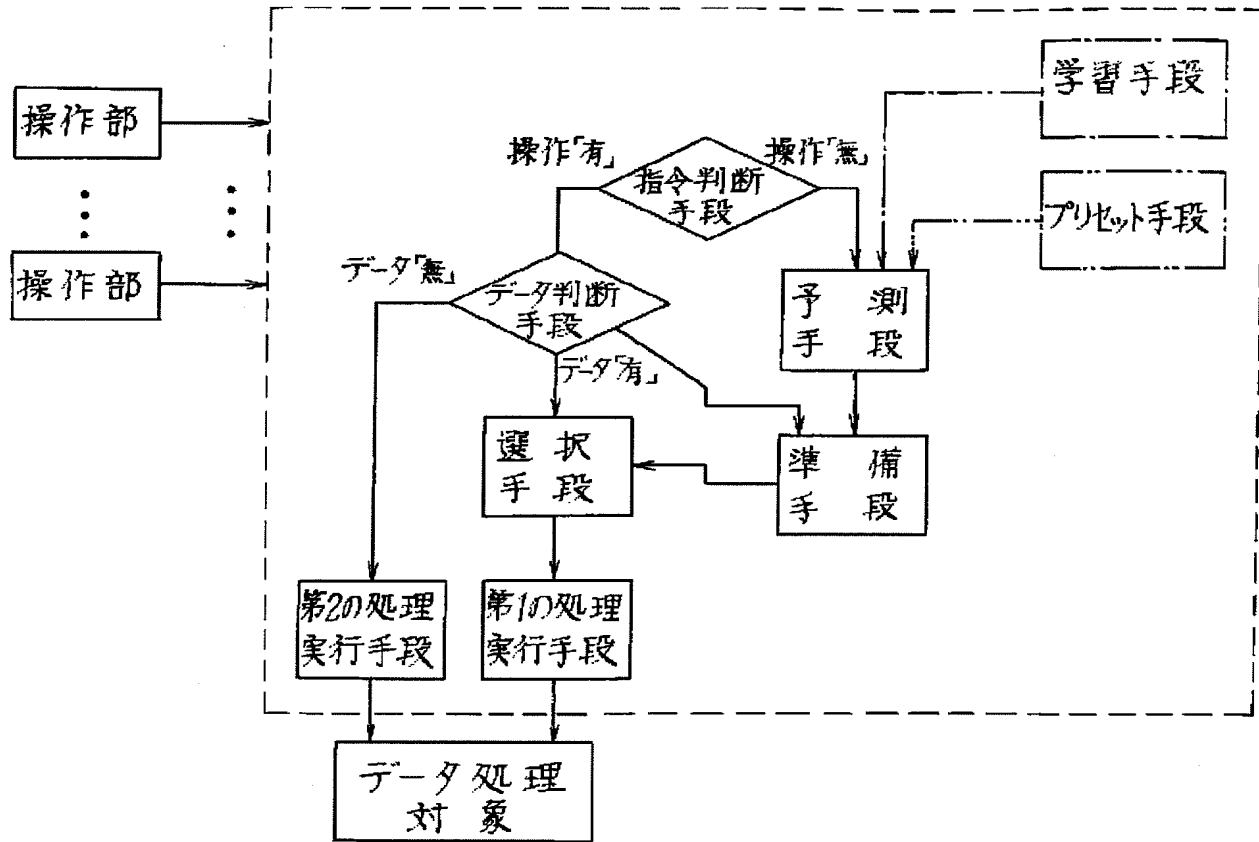 学習手段
操作部
操作「有」
操作「無」
指令判断
手段
プリセット手段
操作部
データ「無」
データ判断
手段
予測
手段
データ「有」
選択
手段
準備
手段
第2の処理
実行手段
第1の処理
実行手段
データ処理
対象